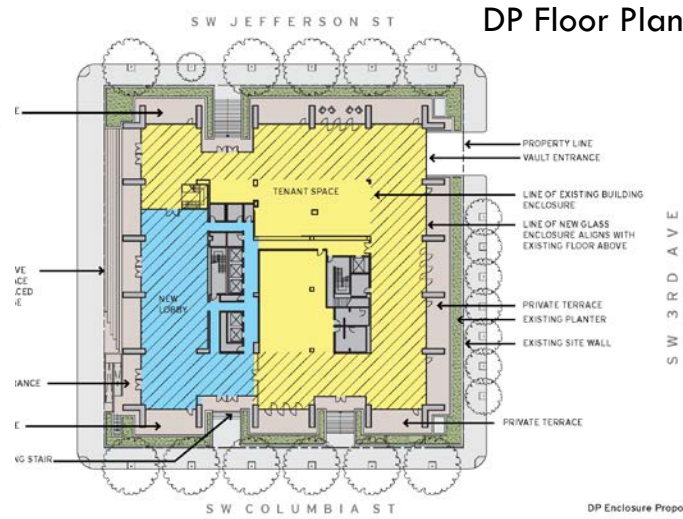 DP Floor Plan
SW JEFFERSON ST
PROPERTY LINE
VAULT ENTRANCE
TENANT SPACE
LINE OF EXISTING BUILDING
ENCLOSURE
LINE OF NEW GLASS
ENCLOSURE ALIGNS WITH
EXISTING FLOOR ABOVE
SW 3RD AVE
NEW
LOBBY
PRIVATE TERRACE
EXISTING PLANTER
EXISTING SITE WALL
PRIVATE TERRACE
STAIR
SW COLUMBIA ST
DP Enclosure Propo